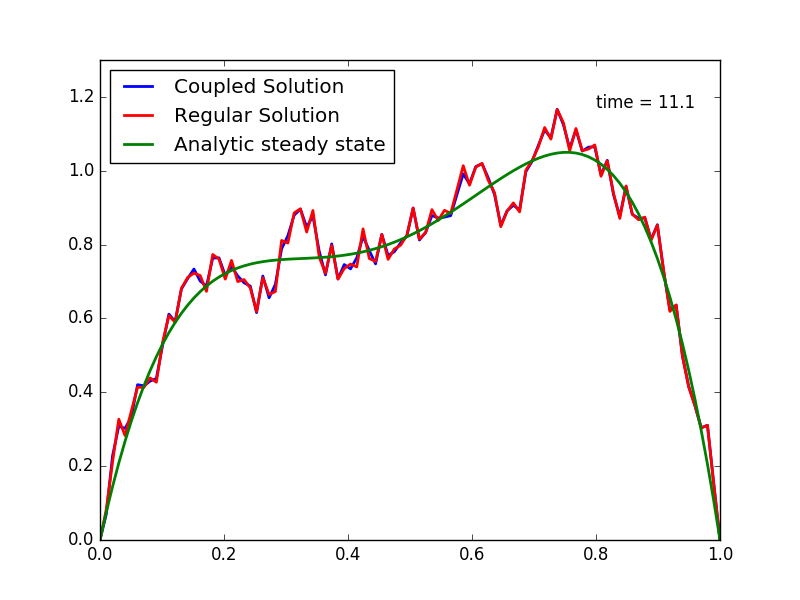 Coupled Solution
Regular Solution
Analytic steady state
time = 11.1
1.2
1.0
0.8
0.6
0.4
0.2
0.0
0.0 0.2 0.4 0.6 0.8 1.0